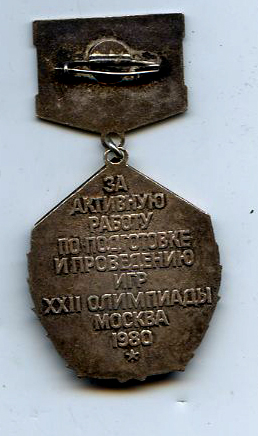 ЗА
АКТИВНУЮ
РАБОТУ
ПО ПОДГОТОВКЕ
И ПРОВЕДЕНИЮ
ИГР
XXII ОЛИМПИАДЫ
МОСКВА
1980
*